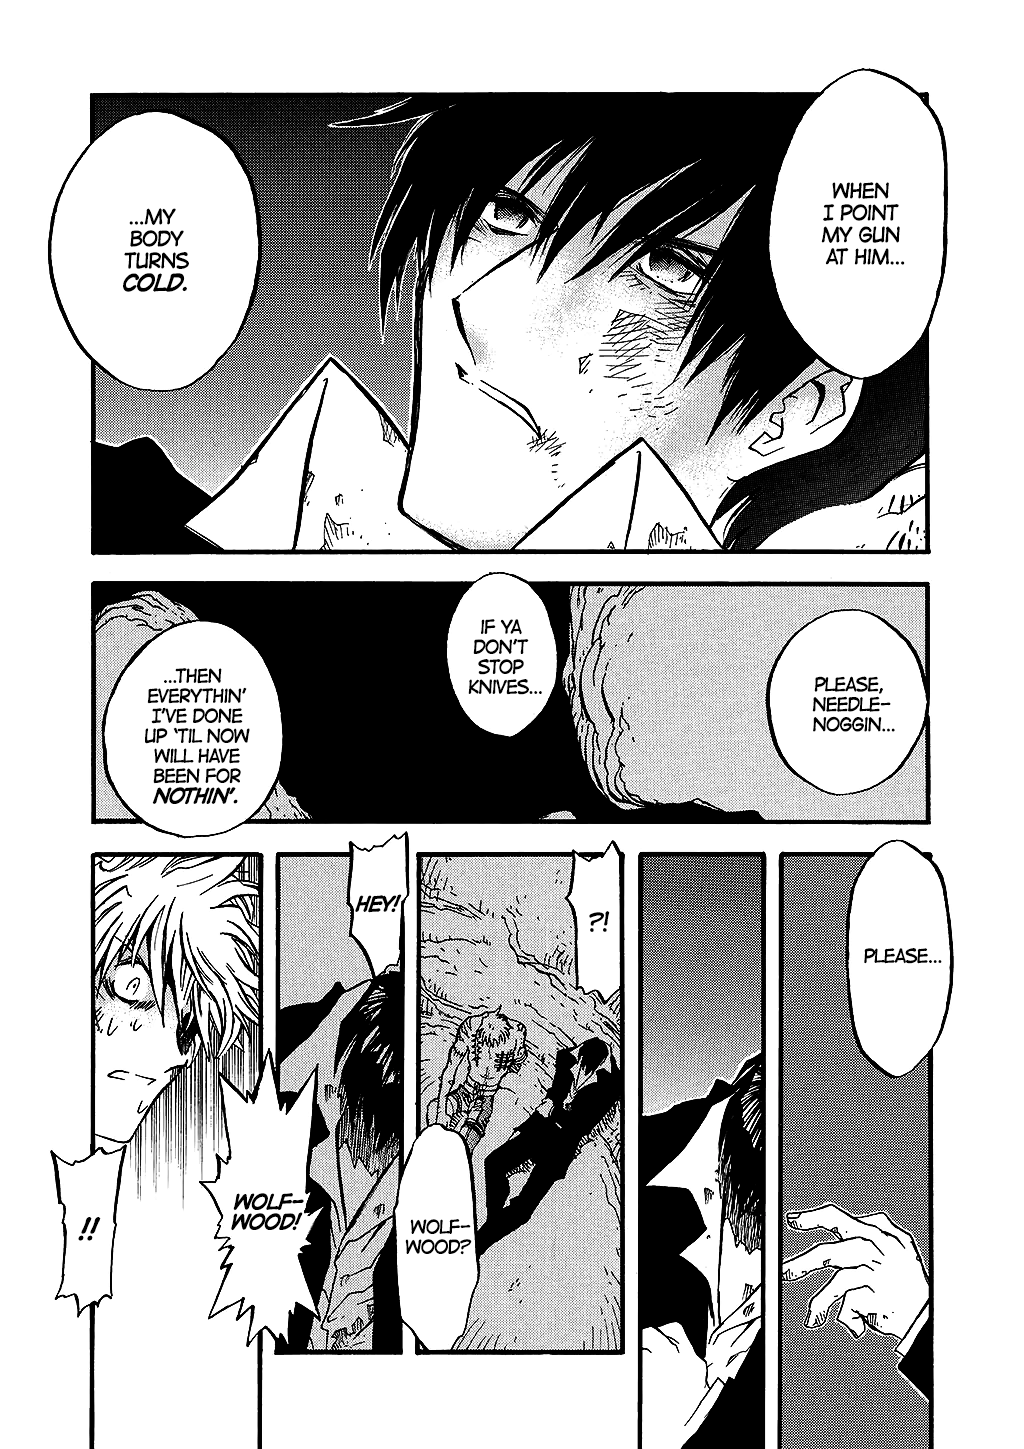 WHEN
I POINT
MY GUN
AT HIM...
...MY
BODY
TURNS
COLD.
PLEASE,
NEEDLE-
NOGGIN...
IF YA
DON'T
STOP
KNIVES...
...THEN
EVERYTHIN'
I'VE DONE
UP 'TIL NOW
WILL HAVE
BEEN FOR
NOTHIN'.
PLEASE...
?!
WOLF-
WOOD?
HEY!
WOLF-
WOOD!
!!